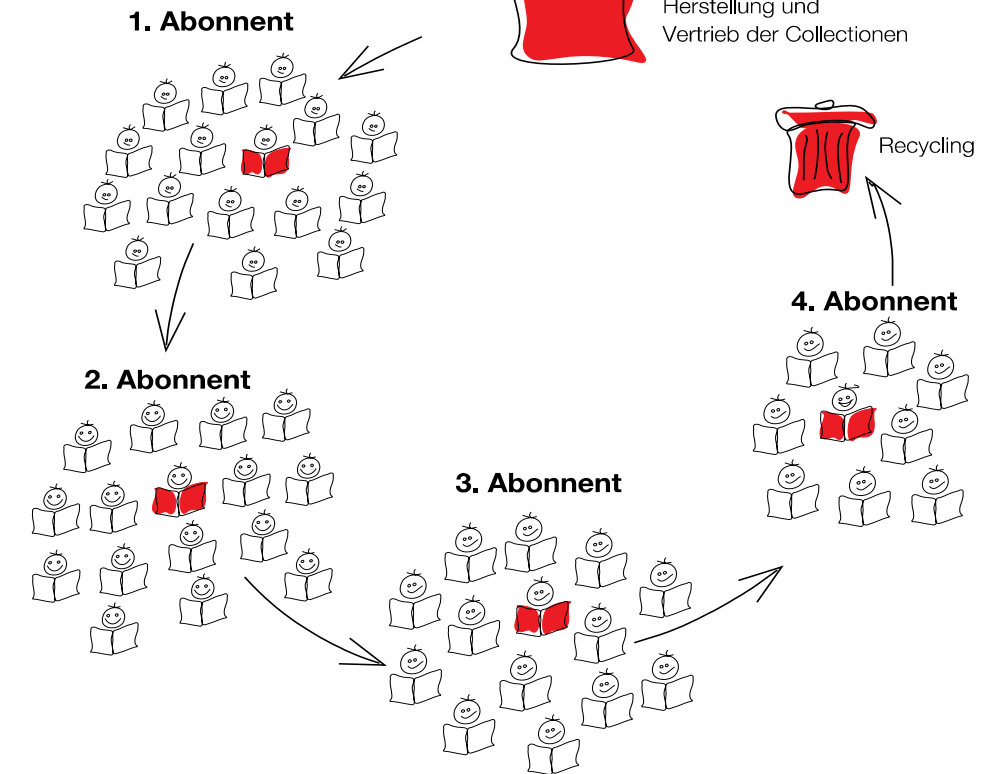 Herstellung und
Vertrieb der Collectionen
1. Abonnent
Recycling
4. Abonnent
2. Abonnent
3. Abonnent